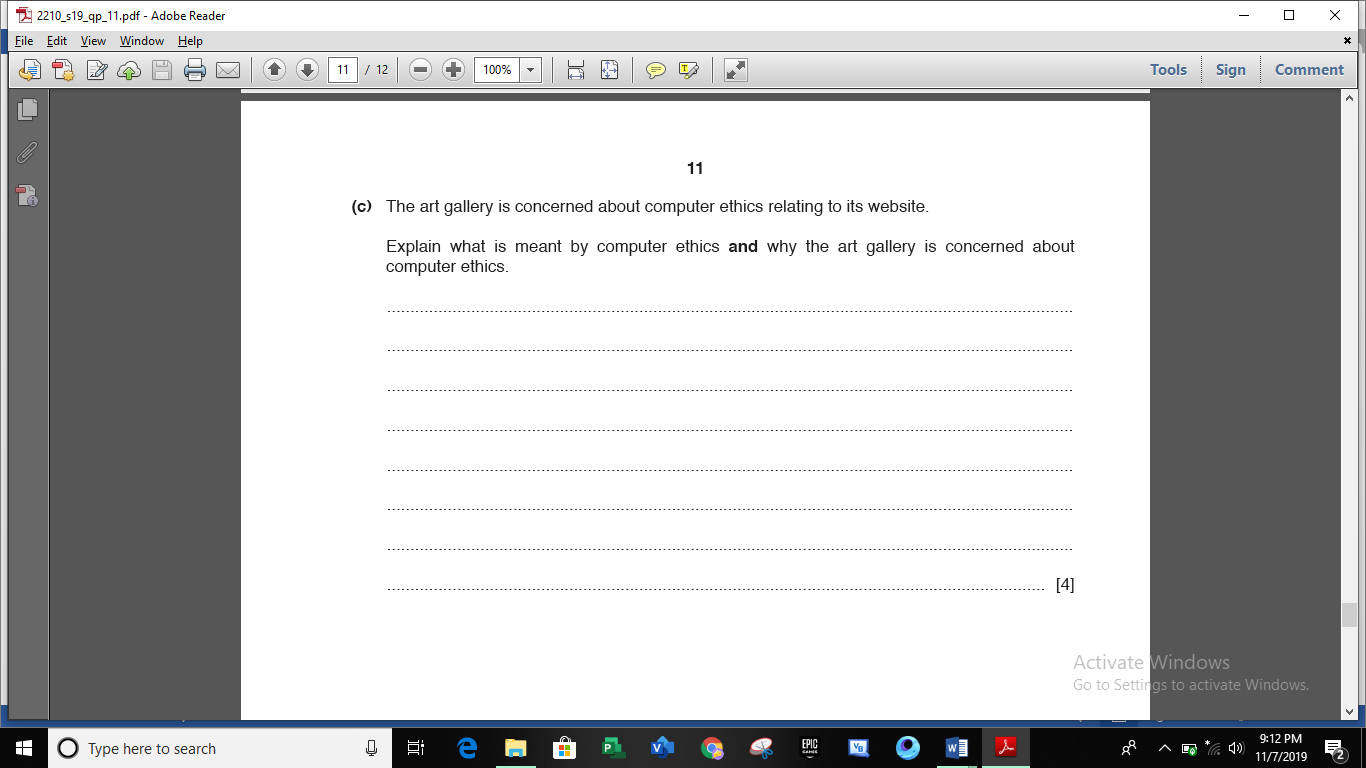 2210_s19_qp_11.pdf - Adobe Reader
File Edit View Window Help
11 / 12 100% Tools Sign Comment
11
(c) The art gallery is concerned about computer ethics relating to its website.
Explain what is meant by computer ethics and why the art gallery is concerned about
computer ethics.
[4]
Activate Windows
Go to Settings to activate Windows.
Type here to search
EPIC
GAMES
9:12 PM
11/7/2019
2